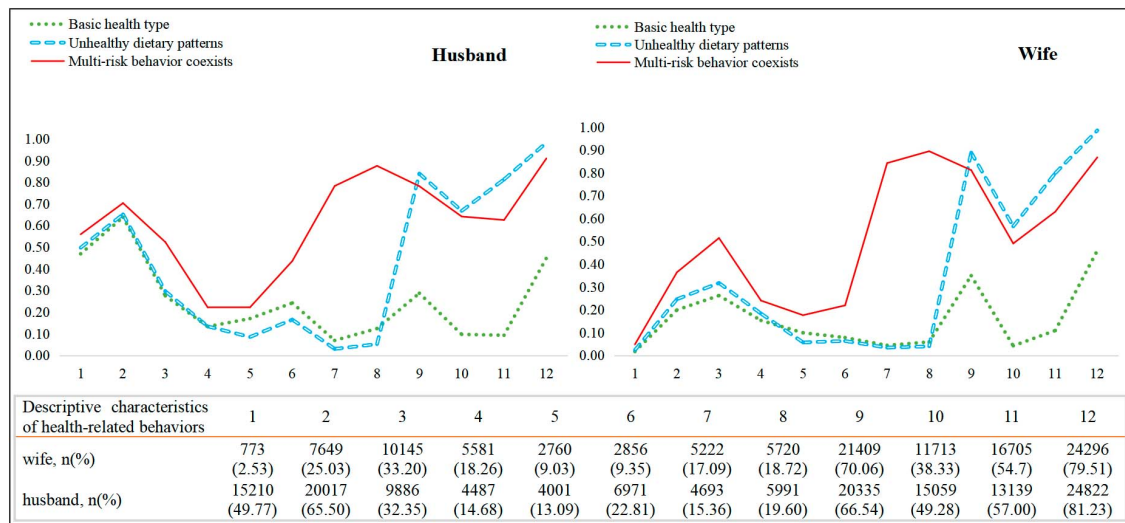 Basic health type
Unhealthy dietary patterns
Multi-risk behavior coexists
Husband
1.00
0.90
0.80
0.70
0.60
0.50
0.40
0.30
0.20
0.10
0.00
1 2 3 4 5 6 7 8 9 10 11 12
Basic health type
Unhealthy dietary patterns
Multi-risk behavior coexists
Wife
1.00
0.90
0.80
0.70
0.60
0.50
0.40
0.30
0.20
0.10
0.00
1 2 3 4 5 6 7 8 9 10 11 12
Descriptive characteristics
of health-related behaviors 1 2 3 4 5 6 7 8 9 10 11 12
wife, n(%) 773 7649 10145 5581 2760 2856 5222 5720 21409 11713 16705 24296
(2.53) (25.03) (33.20) (18.26) (9.03) (9.35) (17.09) (18.72) (70.06) (38.33) (54.7) (79.51)
husband, n(%) 15210 20017 9886 4487 4001 6971 4693 5991 20335 15059 13139 24822
(49.77) (65.50) (32.35) (14.68) (13.09) (22.81) (15.36) (19.60) (66.54) (49.28) (57.00) (81.23)